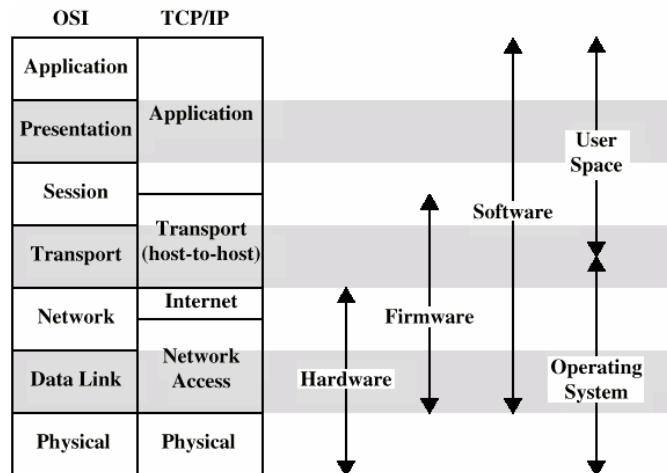 OSI TCP/IP
Application
Presentation
Session
Transport
Network
Data Link
Physical
Application
Transport
(host-to-host)
Internet
Network
Access
Physical
Hardware
Firmware
Software
User
Space
Operating
System